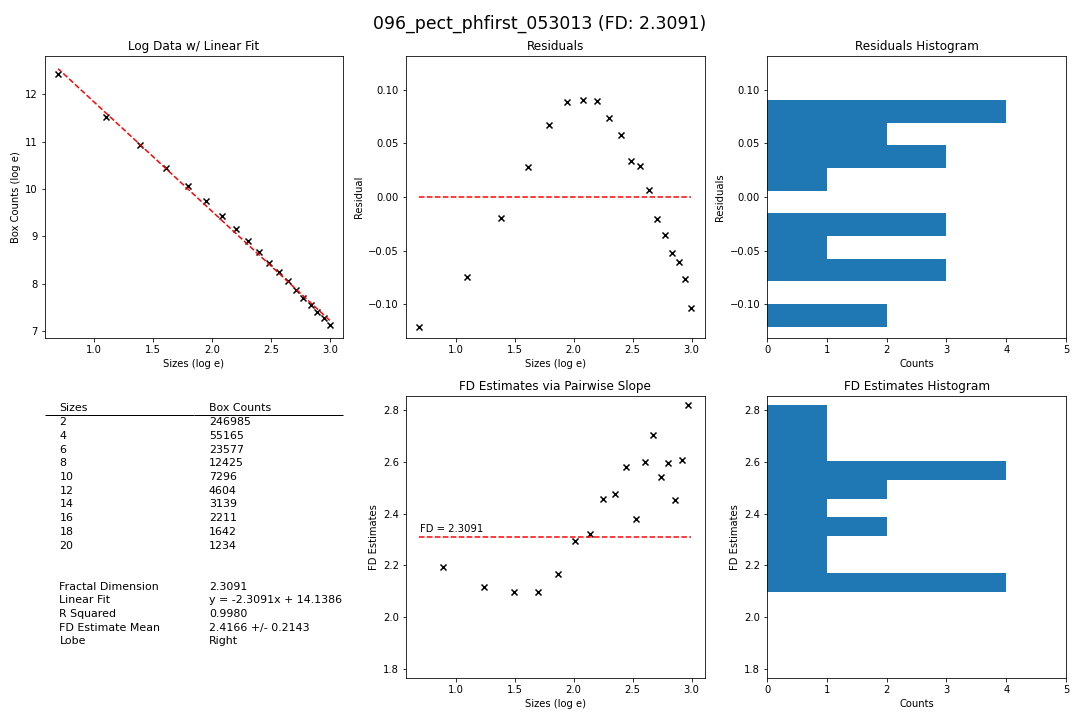 096_pect_phfirst_053013 (FD: 2.3091)
Log Data w/ Linear Fit
Box Counts (log e)
12
11
10
9
8
7
1.0 1.5 2.0 2.5 3.0
Sizes (log e)
Residuals
Residual
0.10
0.05
0.00
−0.05
−0.10
1.0 1.5 2.0 2.5 3.0
Sizes (log e)
Residuals Histogram
Residuals
0.10
0.05
0.00
−0.05
−0.10
0 1 2 3 4 5
Counts
Sizes Box Counts
2 246985
4 55165
6 23577
8 12425
10 7296
12 4604
14 3139
16 2211
18 1642
20 1234
Fractal Dimension 2.3091
Linear Fit y = -2.3091x + 14.1386
R Squared 0.9980
FD Estimate Mean 2.4166 +/- 0.2143
Lobe Right
FD Estimates via Pairwise Slope
FD Estimates
2.8
2.6
2.4
2.2
2.0
1.8
FD = 2.3091
1.0 1.5 2.0 2.5 3.0
Sizes (log e)
FD Estimates Histogram
FD Estimates
2.8
2.6
2.4
2.2
2.0
1.8
0 1 2 3 4 5
Counts